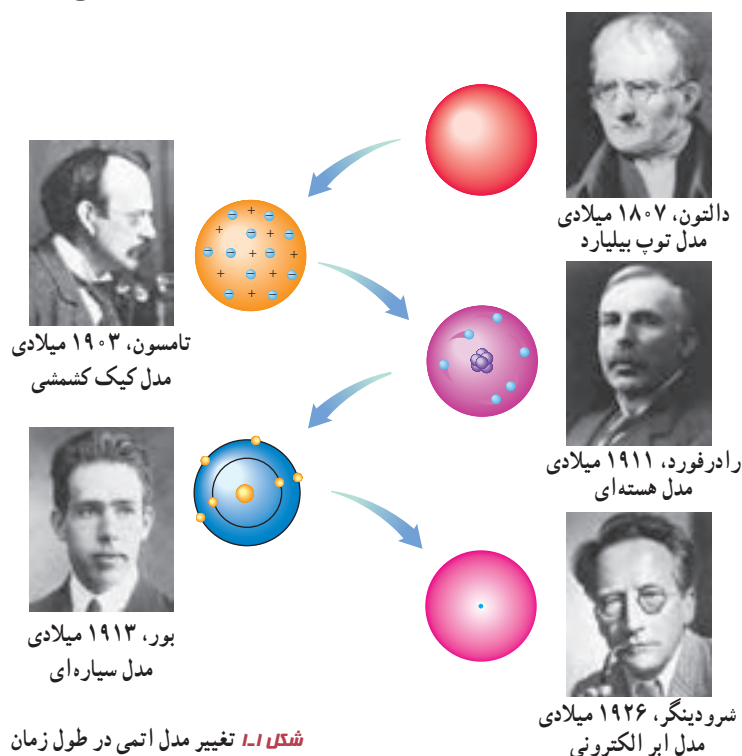 دالتون، ۱۸۰۷ میلادی
مدل توپ بیلیارد
تامسون، ۱۹۰۳ میلادی
مدل کیک کشمشی
رادرفورد، ۱۹۱۱ میلادی
مدل هسته‌ای
بور، ۱۹۱۳ میلادی
مدل سیاره‌ای
شرودینگر، ۱۹۲۶ میلادی
مدل ابر الکترونی
شکل ۱ـ۱ تغییر مدل اتمی در طول زمان